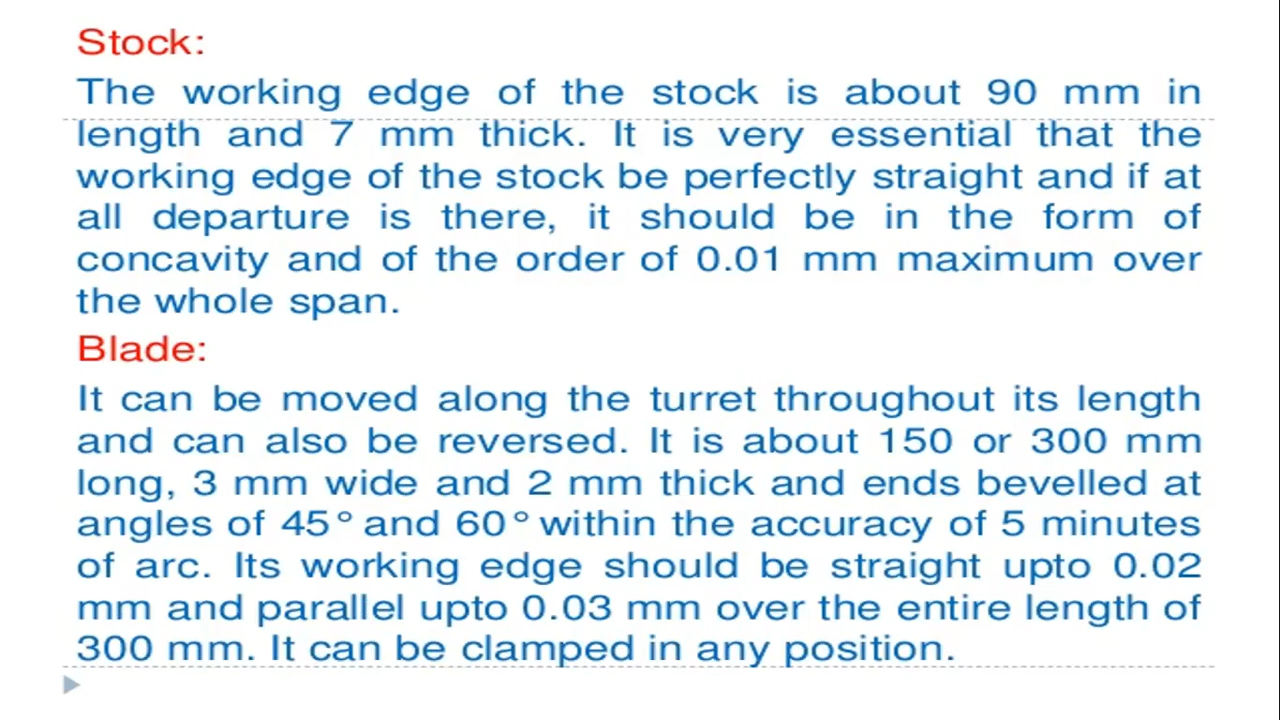 Stock:
The working edge of the stock is about 90 mm in
length and 7 mm thick. It is very essential that the
working edge of the stock be perfectly straight and if at
all departure is there, it should be in the form of
concavity and of the order of 0.01 mm maximum over
the whole span.
Blade:
It can be moved along the turret throughout its length
and can also be reversed. It is about 150 or 300 mm
long, 3 mm wide and 2 mm thick and ends bevelled at
angles of 45° and 60° within the accuracy of 5 minutes
of arc. Its working edge should be straight upto 0.02
mm and parallel upto 0.03 mm over the entire length of
300 mm. It can be clamped in any position.